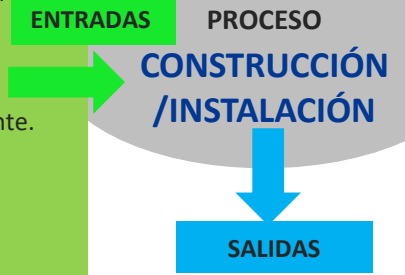 ENTRADAS PROCESO
CONSTRUCCIÓN
/INSTALACIÓN
nte.
SALIDAS